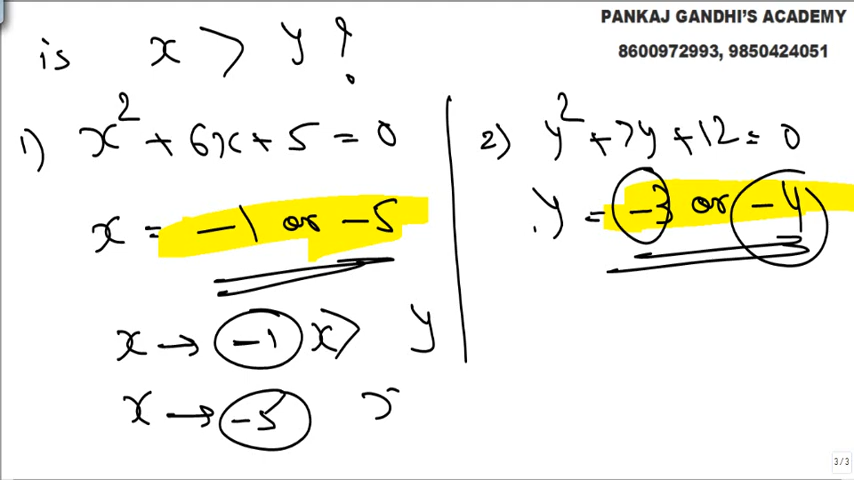 PANKAJ GANDHI'S ACADEMY
8600972993, 9850424051
is x > y ?
1) x² + 6x + 5 = 0
x = -1 or -5
x → -1 x > y
x → -5 x
2) y² + 7y + 12 = 0
y = -3 or -4
3/3